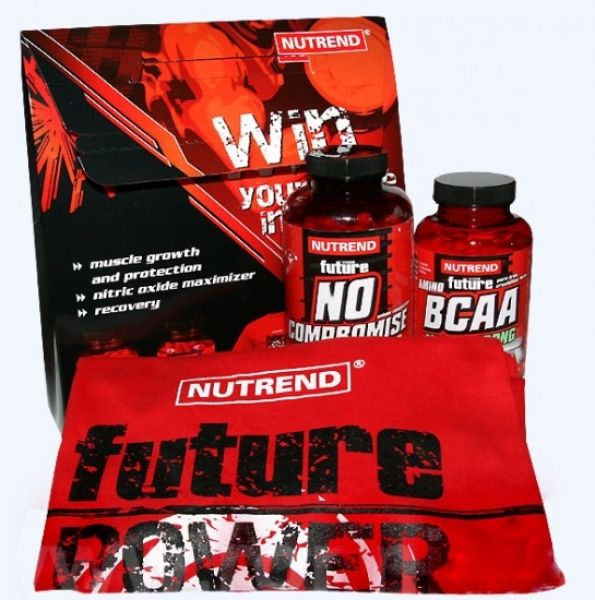 NUTREND
Win
muscle growth
and protection
nitric oxide maximizer
recovery
NUTREND
future
NO
COMPROMISE
NUTREND
AMINO future
BCAA
NUTREND
future
POWER